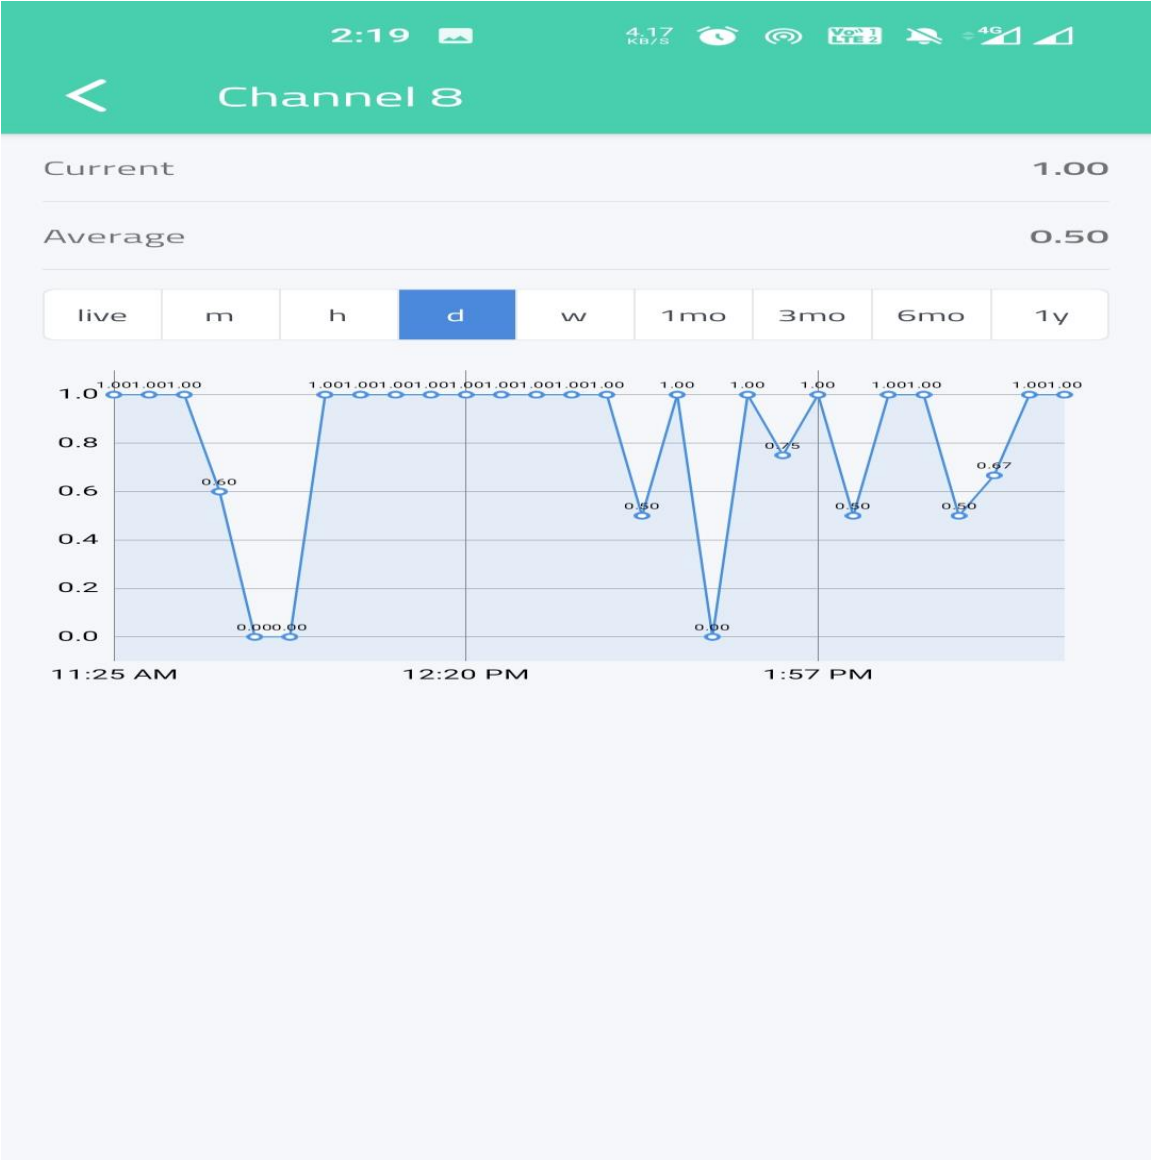 2:19 4.17 KB/S Vo)) 1 LTE 2 4G
Channel 8
Current 1.00
Average 0.50
live m h d w 1mo 3mo 6mo 1y
1.001.001.00 1.001.001.001.001.001.001.001.001.00 1.00 1.00 1.00 1.001.00 1.001.00
1.0
0.8
0.75
0.67
0.60
0.6
0.50 0.50 0.50
0.4
0.2
0.000.00 0.00
0.0
11:25 AM 12:20 PM 1:57 PM